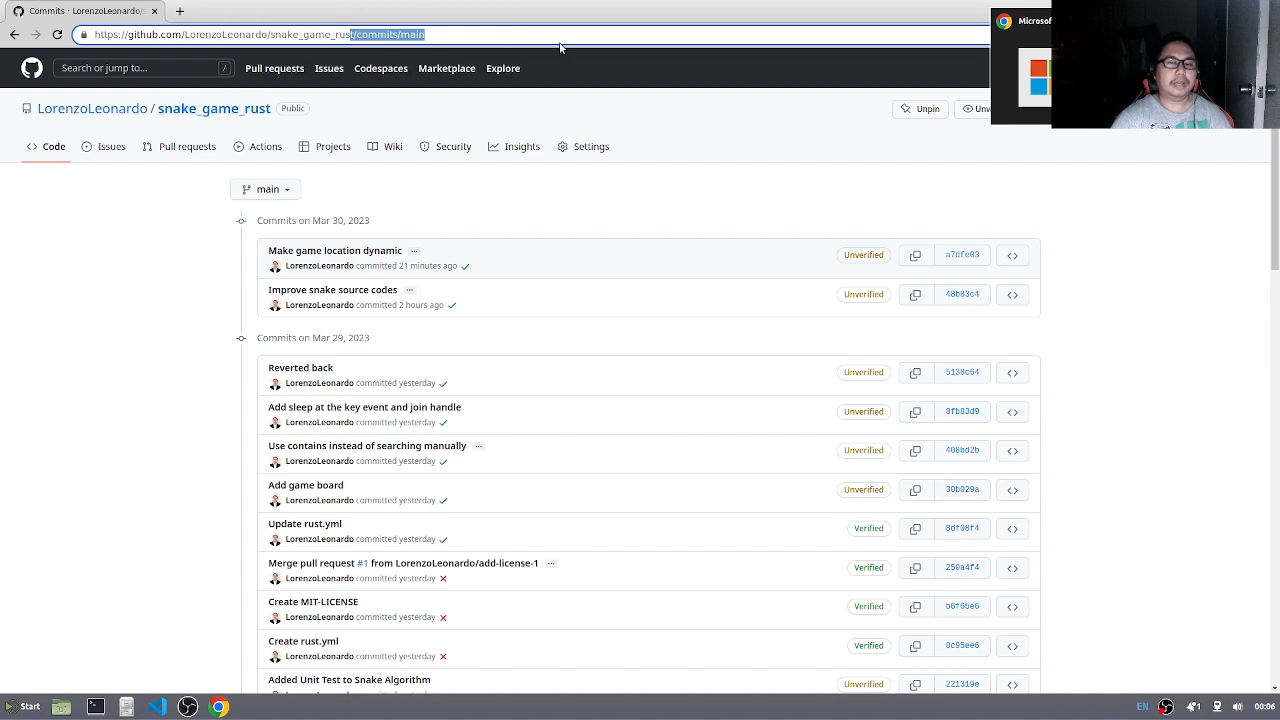 Commits · LorenzoLeonardo/
https://github.com/LorenzoLeonardo/snake_game_rust/commits/main
Microsof
Search or jump to... /
Pull requests Issues Codespaces Marketplace Explore
LorenzoLeonardo / snake_game_rust Public
Unpin
Code Issues Pull requests Actions Projects Wiki Security Insights Settings
main
Commits on Mar 30, 2023
Make game location dynamic ...
Unverified a7dfe03
LorenzoLeonardo committed 21 minutes ago
Improve snake source codes ...
Unverified 48b83c4
LorenzoLeonardo committed 2 hours ago
Commits on Mar 29, 2023
Reverted back
Unverified 5138c64
LorenzoLeonardo committed yesterday
Add sleep at the key event and join handle
Unverified 8fb83d9
LorenzoLeonardo committed yesterday
Use contains instead of searching manually ...
Unverified 408bd2b
LorenzoLeonardo committed yesterday
Add game board
Unverified 30b029a
LorenzoLeonardo committed yesterday
Update rust.yml
Verified 8df08f4
LorenzoLeonardo committed yesterday
Merge pull request #1 from LorenzoLeonardo/add-license-1 ...
Verified 250a4f4
LorenzoLeonardo committed yesterday
Create MIT-LICENSE
Verified b6f65e6
LorenzoLeonardo committed yesterday
Create rust.yml
Verified 8c95ee6
LorenzoLeonardo committed yesterday
Added Unit Test to Snake Algorithm
Unverified 221319e
Start
EN 1 00:06